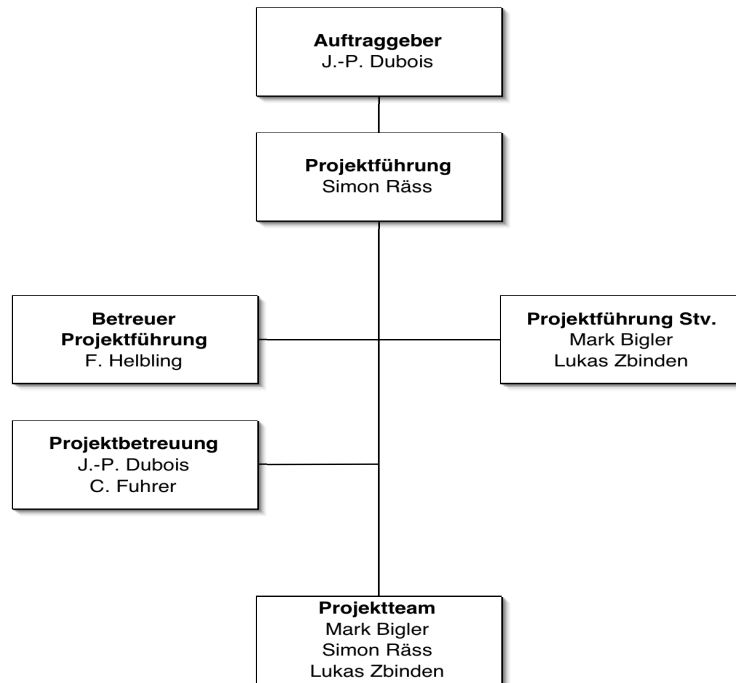 Auftraggeber
J.-P. Dubois
Projektführung
Simon Räss
Betreuer
Projektführung
F. Helbling
Projektführung Stv.
Mark Bigler
Lukas Zbinden
Projektbetreuung
J.-P. Dubois
C. Fuhrer
Projektteam
Mark Bigler
Simon Räss
Lukas Zbinden